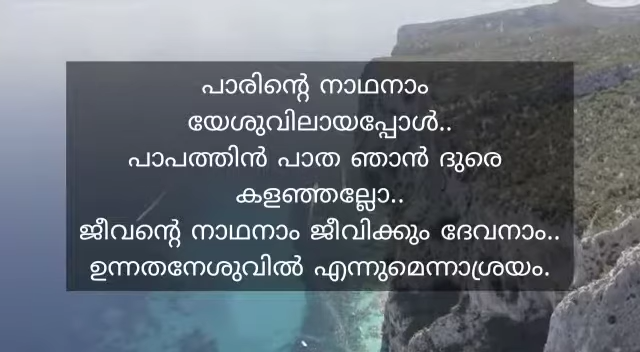 പാരിന്റെ നാഥനാം
യേശുവിലായപ്പോൾ..
പാപത്തിൻ പാത ഞാൻ ദുരെ
കളഞ്ഞല്ലോ..
ജീവന്റെ നാഥനാം ജീവിക്കും ദേവനാം..
ഉന്നതനേശുവിൽ എന്നുമെന്നാശ്രയം.